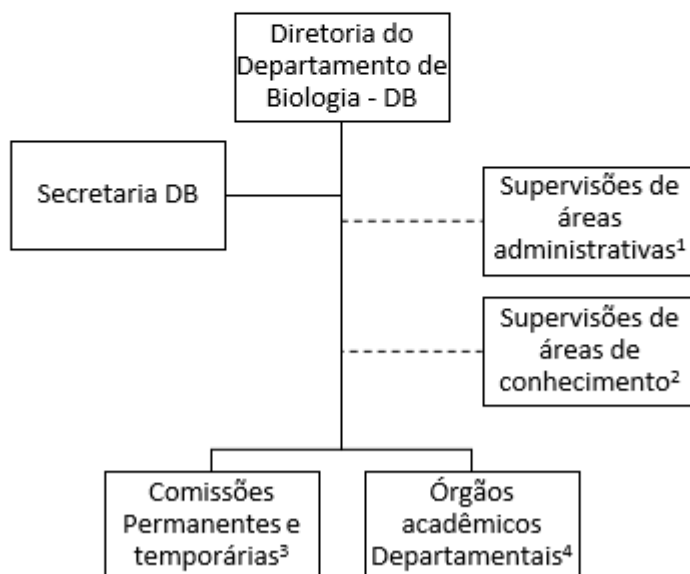 Diretoria do
Departamento de
Biologia - DB
Secretaria DB
Supervisões de
áreas
administrativas¹
Supervisões de
áreas de
conhecimento²
Comissões
Permanentes e
temporárias³
Órgãos
acadêmicos
Departamentais⁴